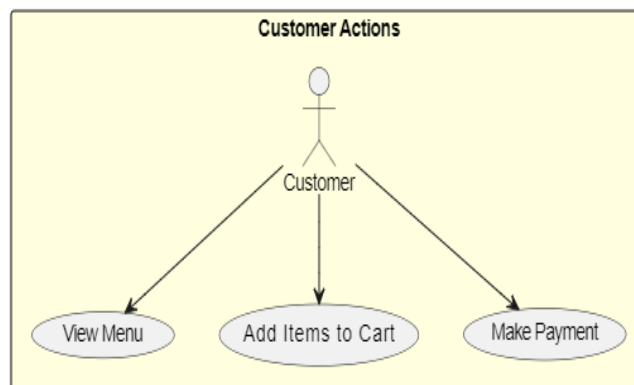 Customer Actions
Customer
View Menu
Add Items to Cart
Make Payment